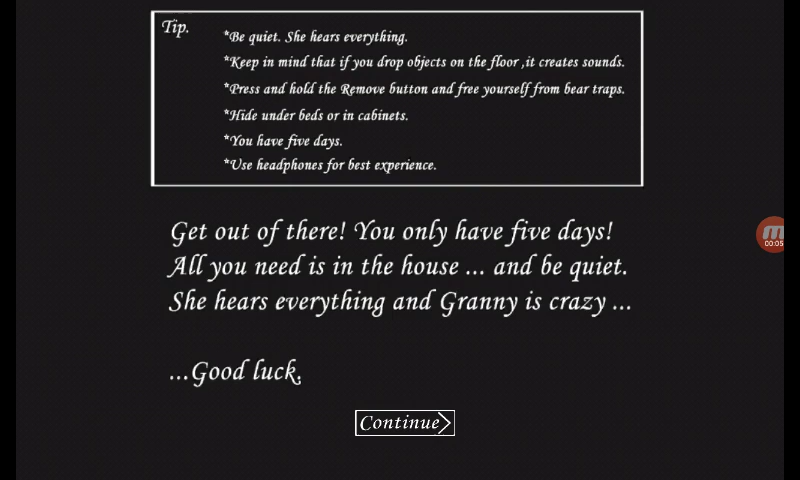 Tip.
*Be quiet. She hears everything.
*Keep in mind that if you drop objects on the floor ,it creates sounds.
*Press and hold the Remove button and free yourself from bear traps.
*Hide under beds or in cabinets.
*You have five days.
*Use headphones for best experience.
Get out of there! You only have five days!
All you need is in the house ... and be quiet.
She hears everything and Granny is crazy ...
...Good luck.
Continue
00:05